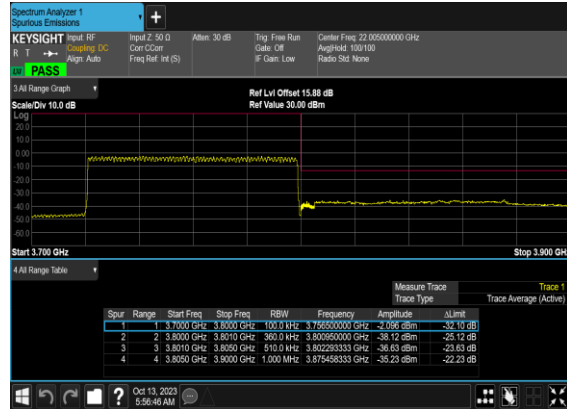 Spectrum Analyzer 1
Spurious Emissions
+
KEYSIGHT Input: RF Input Z: 50 Ω Atten: 30 dB Trig: Free Run Center Freq: 22.005000000 GHz
R T Coupling: DC Corr CCorr Gate: Off Avg|Hold: 100/100
Align: Auto Freq Ref: Int (S) IF Gain: Low Radio Std: None
PASS
3 All Range Graph Ref Lvl Offset 15.88 dB
Scale/Div 10.0 dB Ref Value 30.00 dBm
Log
20.0
10.0
0.00
-10.0
-20.0
-30.0
-40.0
-50.0
-60.0
Start 3.700 GHz Stop 3.900 GH
4 All Range Table
Measure Trace Trace 1
Trace Type Trace Average (Active)
Spur Range Start Freq Stop Freq RBW Frequency Amplitude ΔLimit
1 1 3.7000 GHz 3.8000 GHz 100.0 kHz 3.756500000 GHz -2.096 dBm -32.10 dB
2 2 3.8000 GHz 3.8010 GHz 360.0 kHz 3.800950000 GHz -38.12 dBm -25.12 dB
3 3 3.8010 GHz 3.8050 GHz 510.0 kHz 3.802293333 GHz -36.63 dBm -23.63 dB
4 4 3.8050 GHz 3.9000 GHz 1.000 MHz 3.875458333 GHz -35.23 dBm -22.23 dB
? Oct 13, 2023
5:56:46 AM